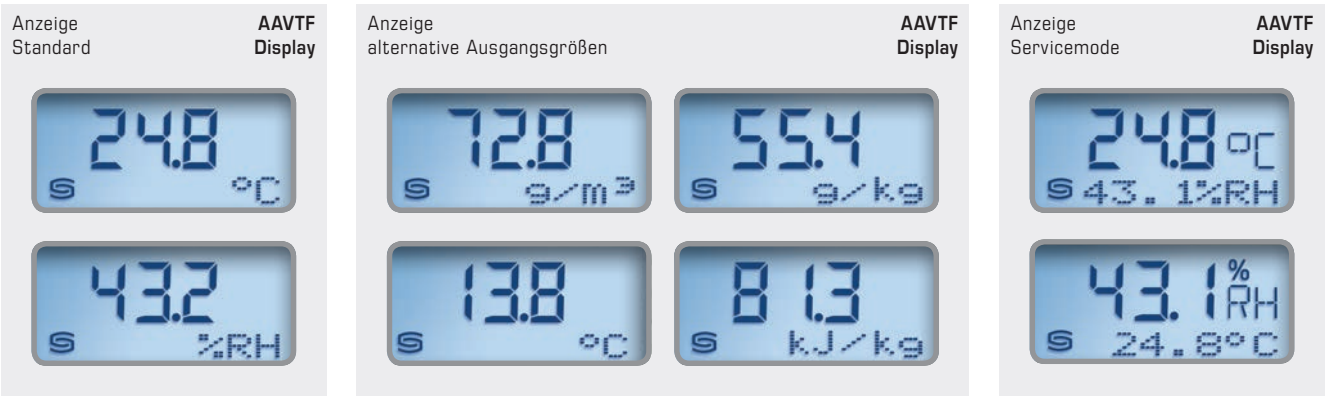 Anzeige AAVTF
Standard Display
24.8
°C
43.2
%RH
Anzeige AAVTF
alternative Ausgangsgrößen Display
72.8
g/m³
55.4
g/kg
13.8
°C
81.3
kJ/kg
Anzeige AAVTF
Servicemode Display
24.8 °C
43.1%RH
43.1 % RH
24.8°C